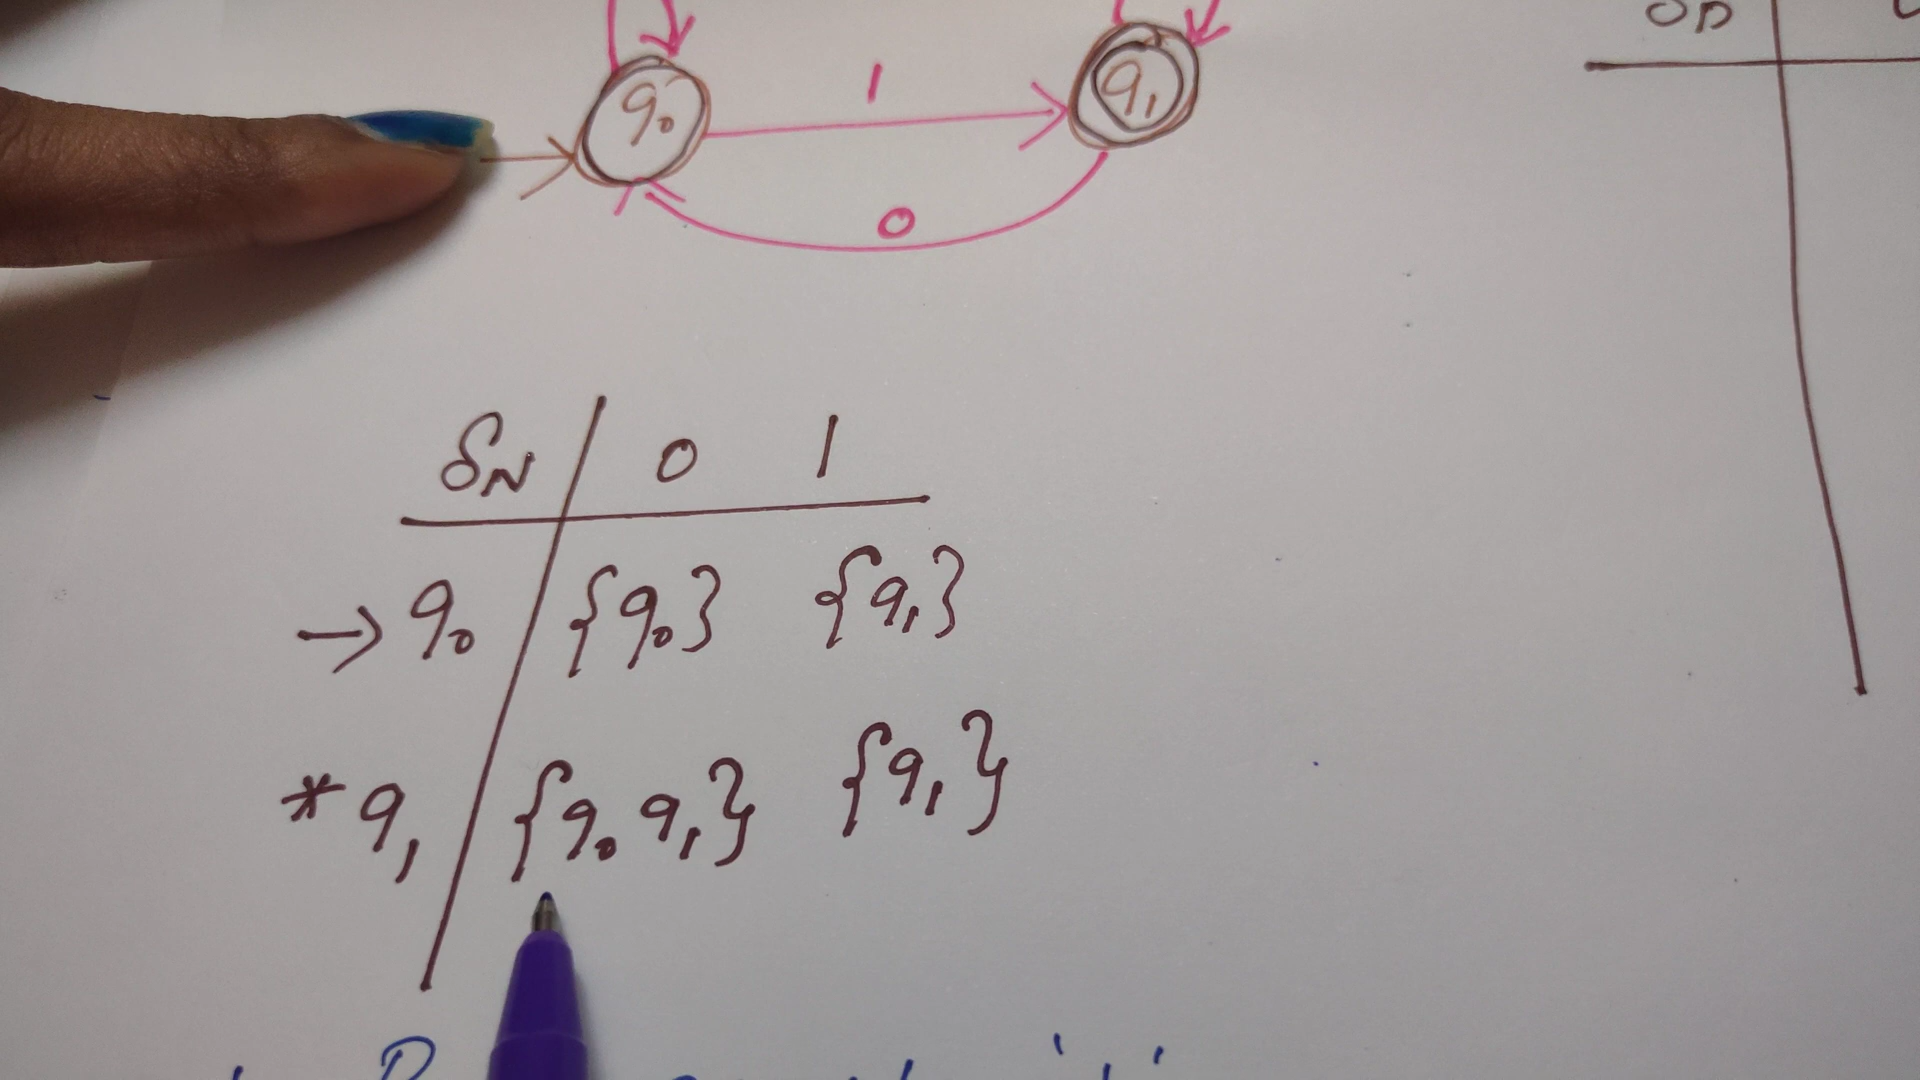 δD
q0 1 q1
0
δN 0 1
→ q0 {q0} {q1}
* q1 {q0 q1} {q1}